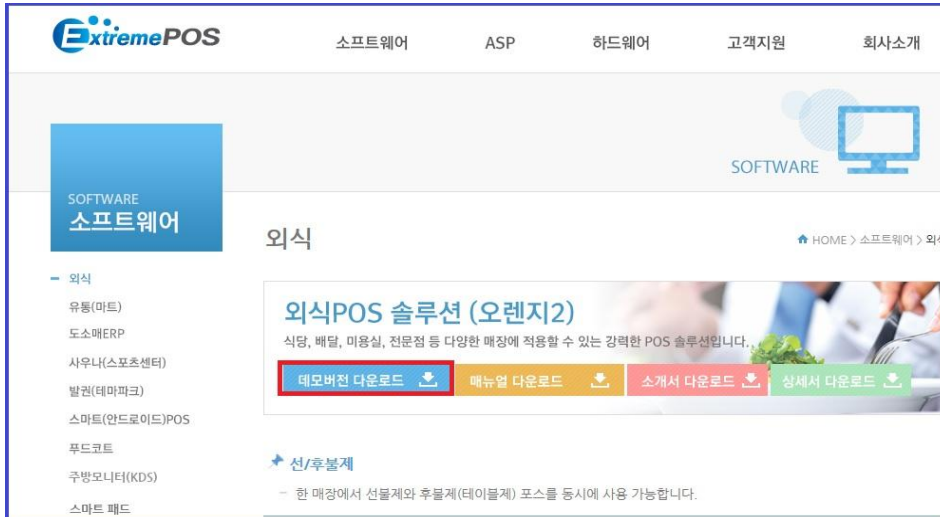 ExtremePOS
소프트웨어 ASP 하드웨어 고객지원 회사소개
SOFTWARE
SOFTWARE
소프트웨어
외식
HOME > 소프트웨어 >
- 외식
유통(마트)
도소매ERP
사우나(스포츠센터)
발권(테마파크)
스마트(안드로이드)POS
푸드코트
주방모니터(KDS)
스마트 패드
외식POS 솔루션 (오렌지2)
식당, 배달, 미용실, 전문점 등 다양한 매장에 적용할 수 있는 강력한 POS 솔루션입니다.
데모버전 다운로드 매뉴얼 다운로드 소개서 다운로드 상세서 다운로드
선/후불제
- 한 매장에서 선불제와 후불제(테이블제) 포스를 동시에 사용 가능합니다.